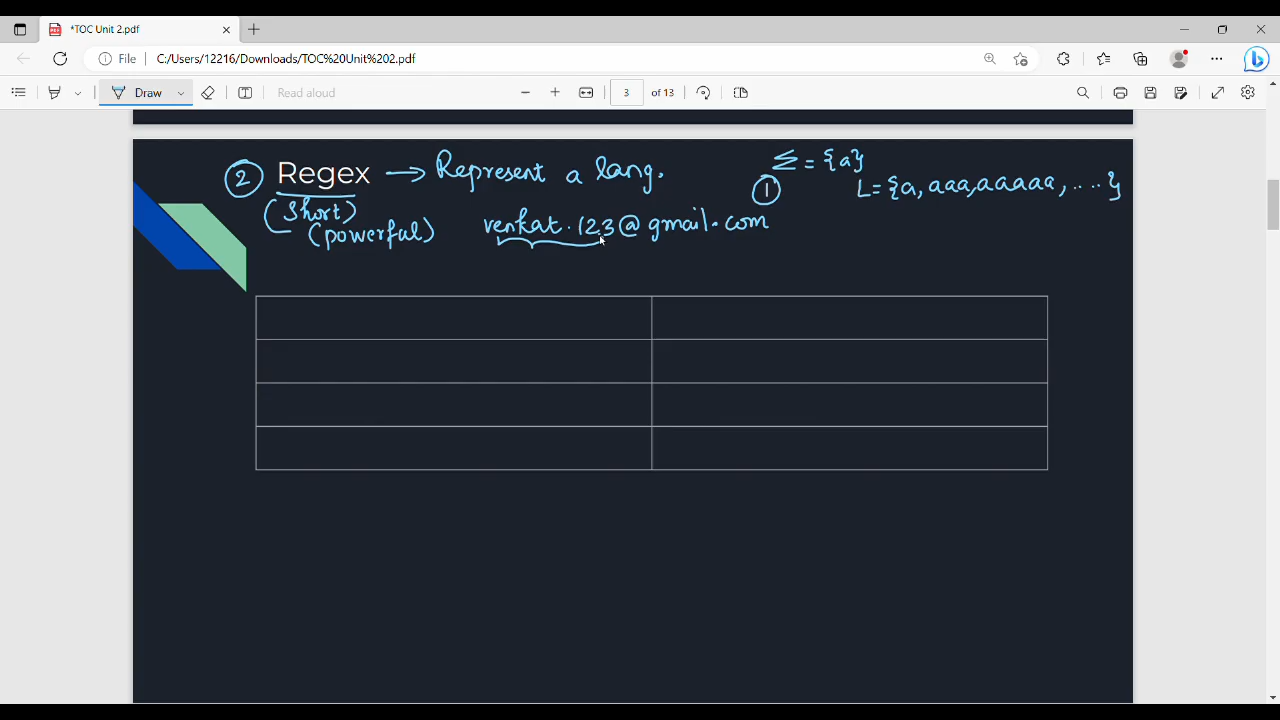 *TOC Unit 2.pdf
File C:/Users/12216/Downloads/TOC%20Unit%202.pdf
Draw Read aloud 3 of 13
② Regex → Represent a lang.
(Short)
(powerful)
venkat.123@gmail.com
Σ = {a}
① L = {a, aaa, aaaaa, .. ..}